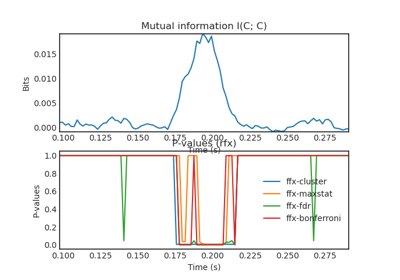 Mutual information I(C; C)
Bits
0.015
0.010
0.005
0.000
0.100 0.125 0.150 0.175 0.200 0.225 0.250 0.275
Time (s)
P-values (rfx)
P-values
1.0
0.8
0.6
0.4
0.2
0.0
ffx-cluster
ffx-maxstat
ffx-fdr
ffx-bonferroni
0.100 0.125 0.150 0.175 0.200 0.225 0.250 0.275
Time (s)